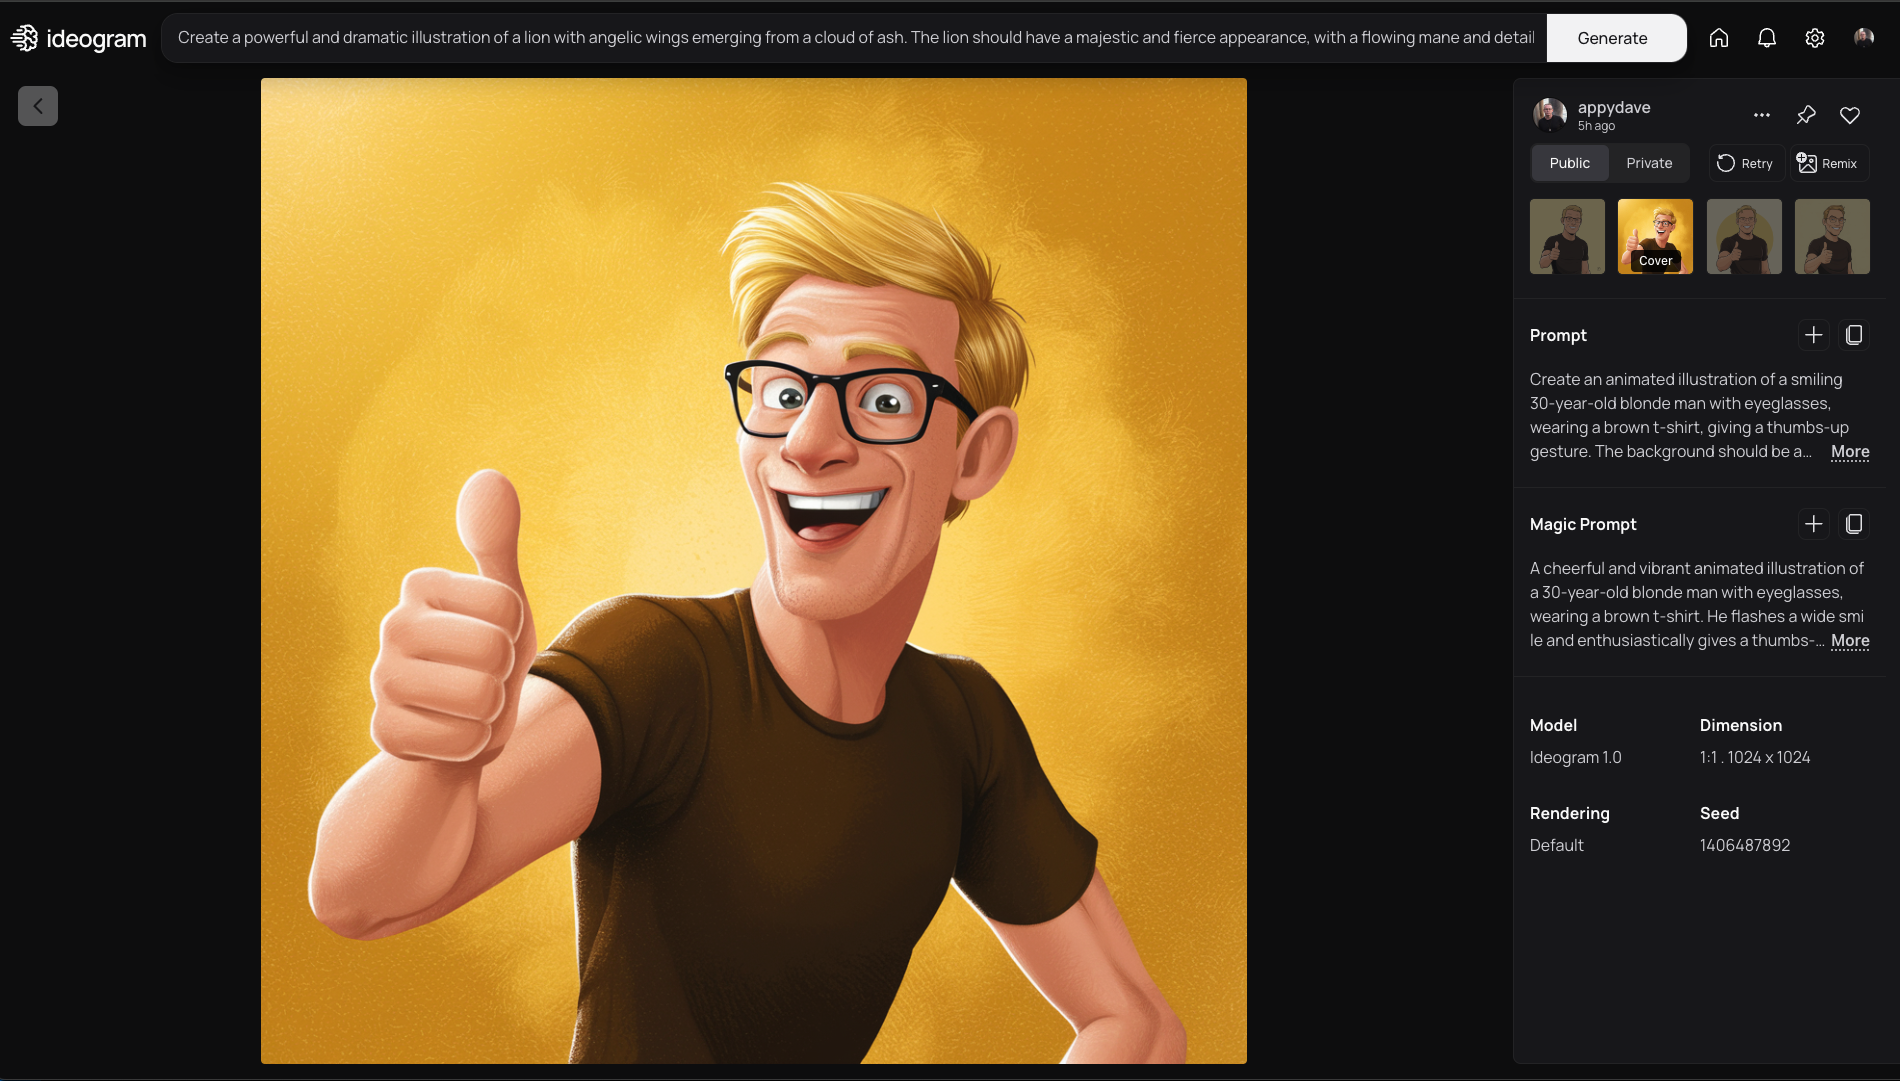 ideogram
Create a powerful and dramatic illustration of a lion with angelic wings emerging from a cloud of ash. The lion should have a majestic and fierce appearance, with a flowing mane and detail
Generate
appydave
5h ago
Public
Private
Retry
Remix
Cover
Prompt
Create an animated illustration of a smiling
30-year-old blonde man with eyeglasses,
wearing a brown t-shirt, giving a thumbs-up
gesture. The background should be a... More
Magic Prompt
A cheerful and vibrant animated illustration of
a 30-year-old blonde man with eyeglasses,
wearing a brown t-shirt. He flashes a wide smi
le and enthusiastically gives a thumbs-... More
Model
Dimension
Ideogram 1.0
1:1 . 1024 x 1024
Rendering
Seed
Default
1406487892